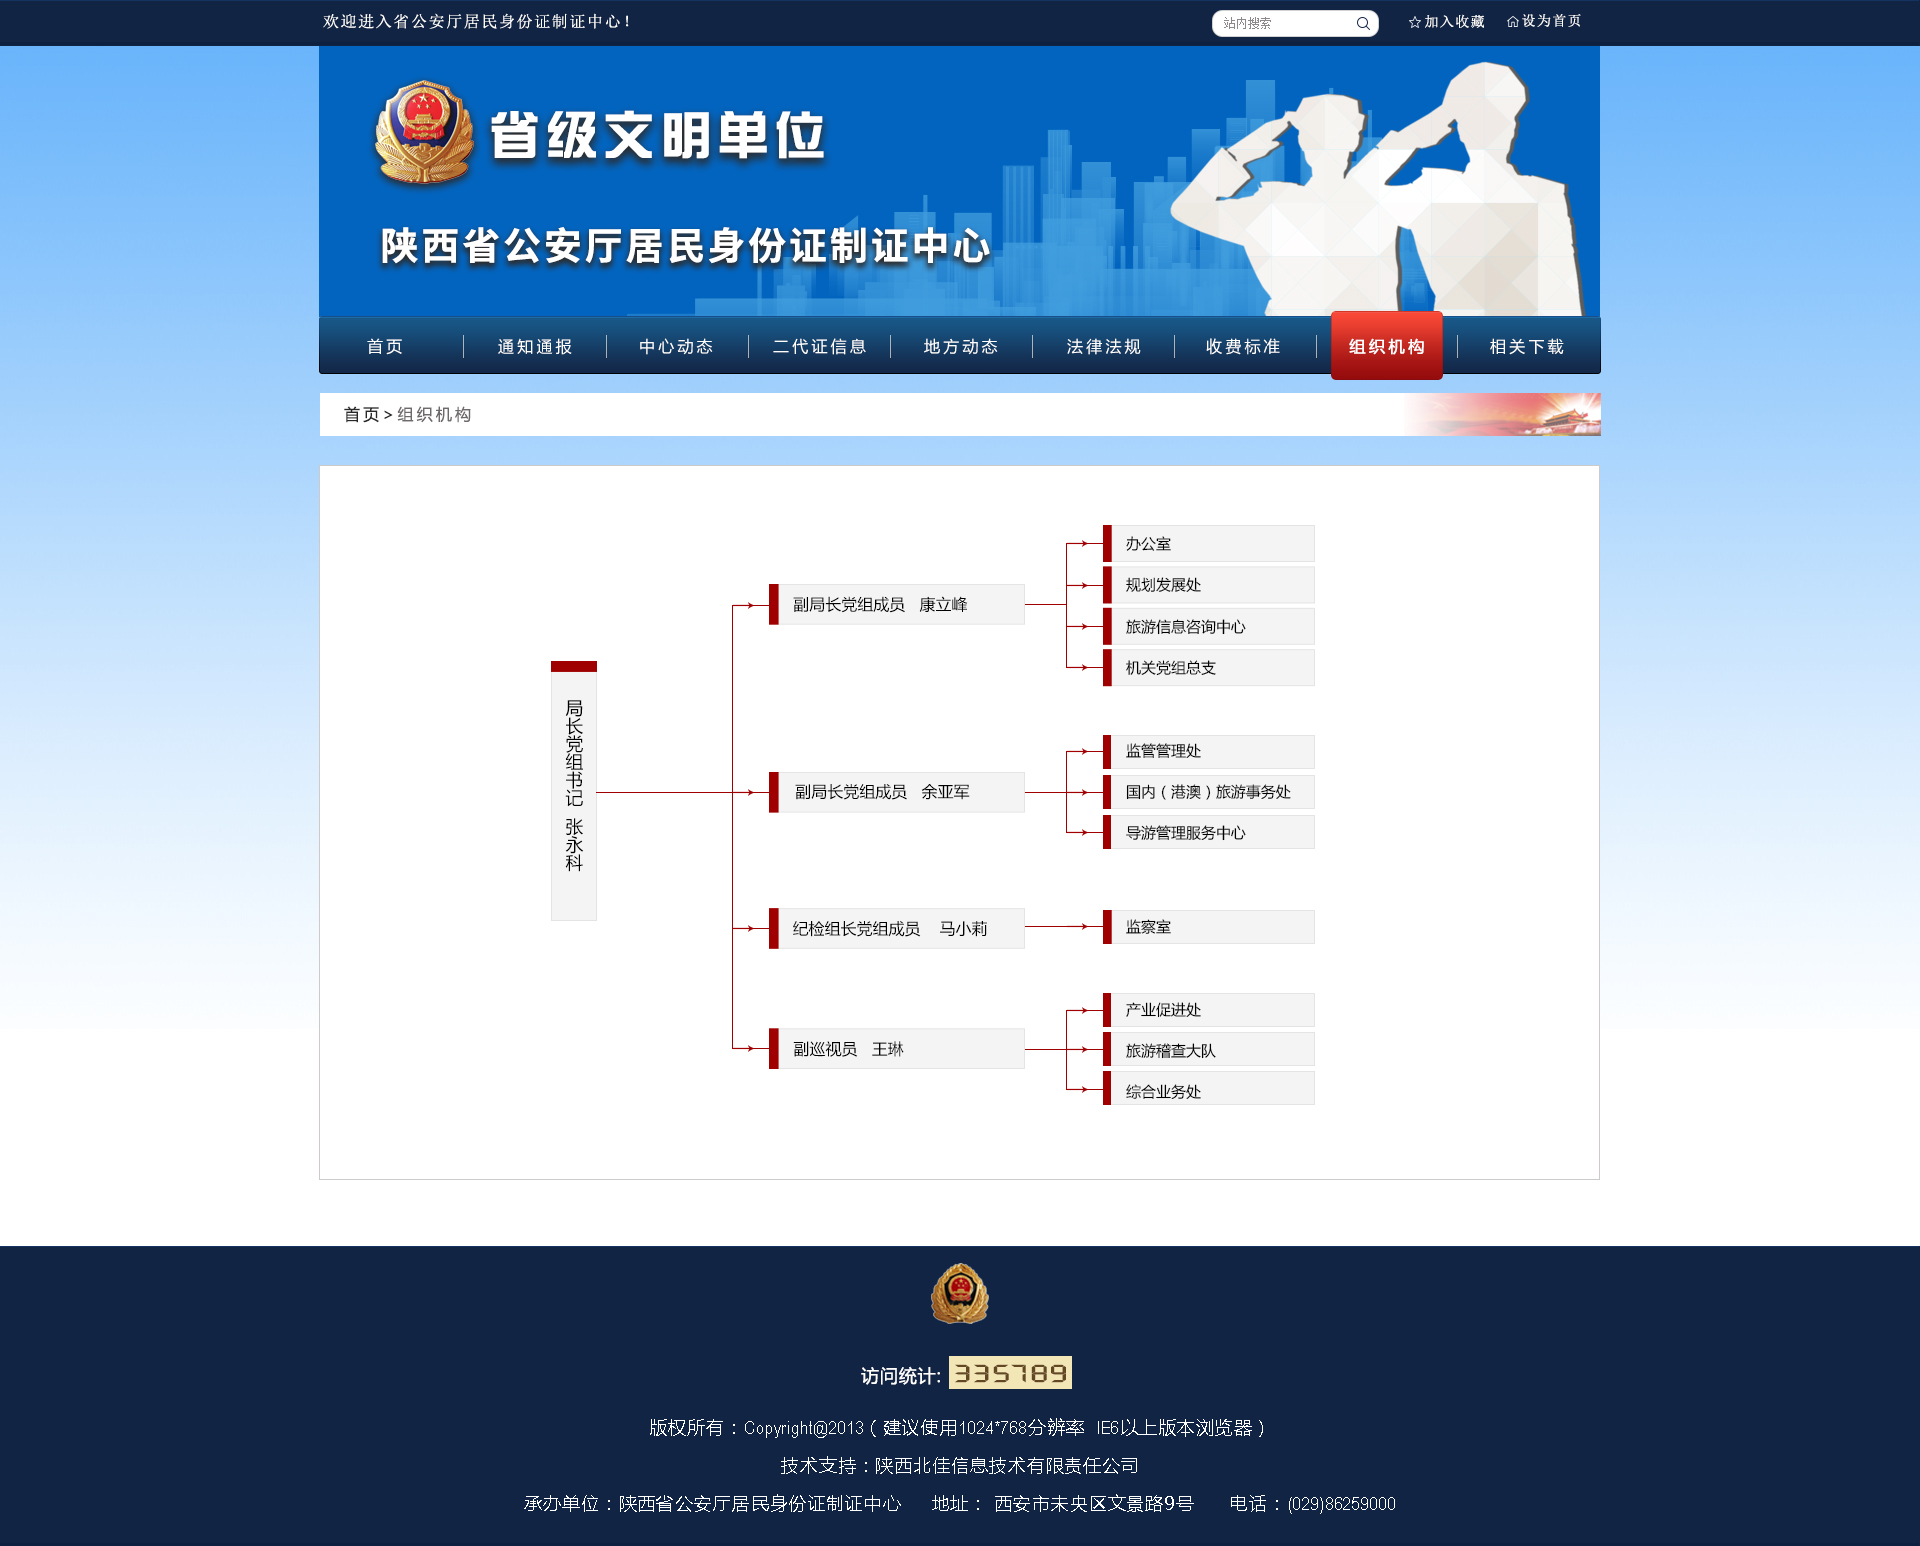 欢迎进入省公安厅居民身份证制证中心！
站内搜索
加入收藏
设为首页
省级文明单位
陕西省公安厅居民身份证制证中心
首页
通知通报
中心动态
二代证信息
地方动态
法律法规
收费标准
组织机构
相关下载
首页>组织机构
局长党组书记 张永科
副局长党组成员 康立峰
办公室
规划发展处
旅游信息咨询中心
机关党组总支
副局长党组成员 余亚军
监管管理处
国内（港澳）旅游事务处
导游管理服务中心
纪检组长党组成员 马小莉
监察室
副巡视员 王琳
产业促进处
旅游稽查大队
综合业务处
访问统计: 335789
版权所有：Copyright@2013（建议使用1024*768分辨率 IE6以上版本浏览器）
技术支持：陕西北佳信息技术有限责任公司
承办单位：陕西省公安厅居民身份证制证中心 地址： 西安市未央区文景路9号 电话：(029)86259000